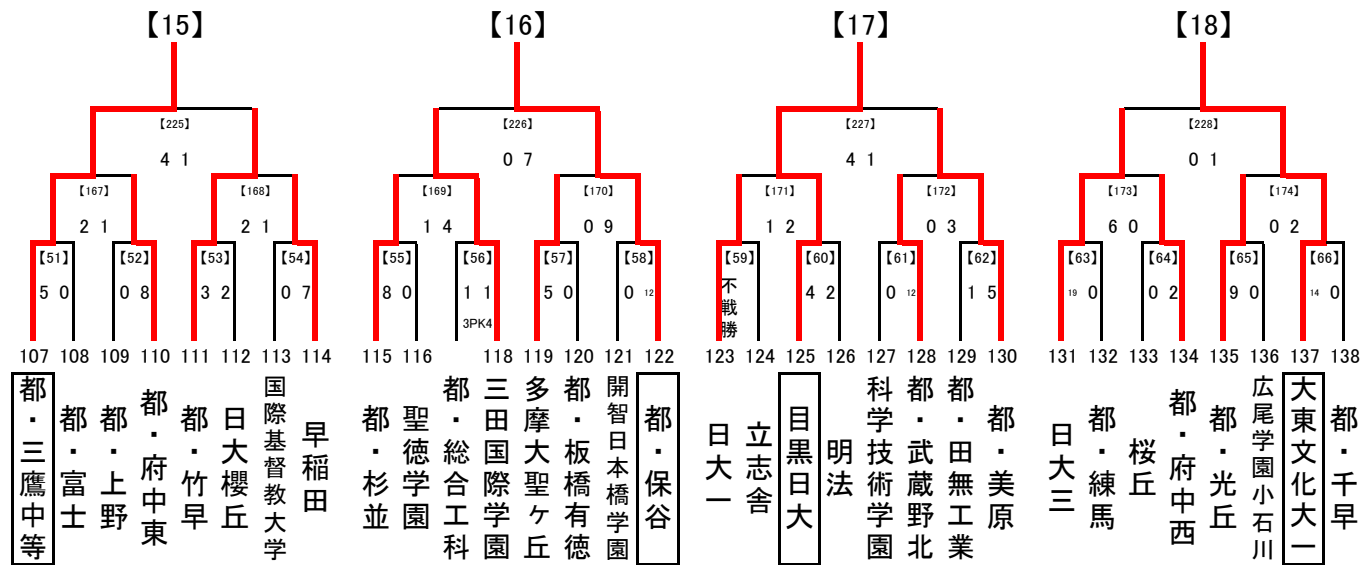 【15】 【16】 【17】 【18】
【225】 【226】 【227】 【228】
4 1 0 7 4 1 0 1
【167】 【168】 【169】 【170】 【171】 【172】 【173】 【174】
2 1 2 1 1 4 0 9 1 2 0 3 6 0 0 2
【51】 【52】 【53】 【54】 【55】 【56】 【57】 【58】 【59】 【60】 【61】 【62】 【63】 【64】 【65】 【66】
5 0 0 8 3 2 0 7 8 0 1 1 5 0 0 12 不戦勝 4 2 0 12 1 5 19 0 0 2 9 0 14 0
3PK4
107 108 109 110 111 112 113 114 115 116 118 119 120 121 122 123 124 125 126 127 128 129 130 131 132 133 134 135 136 137 138
都・三鷹中等
都・富士
都・上野
都・府中東
都・竹早
日大櫻丘
国際基督教大学
早稲田
都・杉並
聖徳学園
都・総合工科
三田国際学園
多摩大聖ヶ丘
都・板橋有徳
開智日本橋学園
都・保谷
日大一
立志舎
目黒日大
明法
科学技術学園
都・武蔵野北
都・田無工業
都・美原
日大三
都・練馬
桜丘
都・府中西
都・光丘
広尾学園小石川
大東文化大一
都・千早